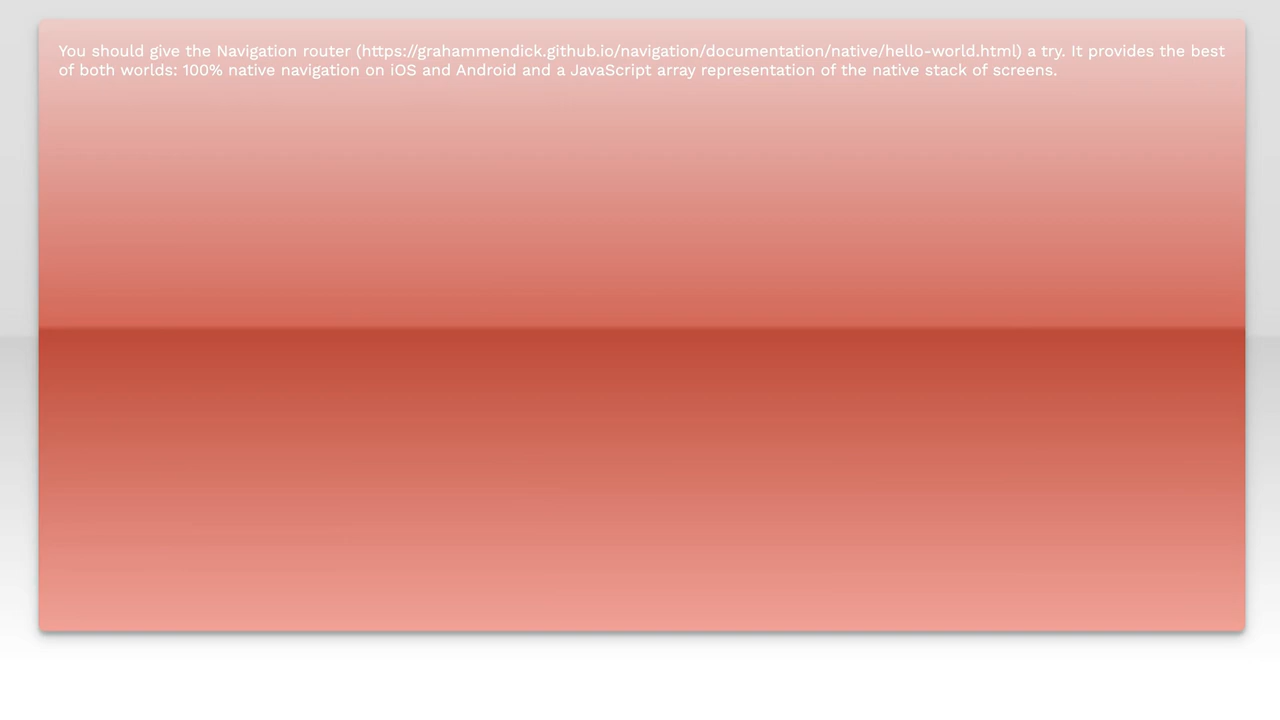 You should give the Navigation router (https://grahammendick.github.io/navigation/documentation/native/hello-world.html) a try. It provides the best
of both worlds: 100% native navigation on iOS and Android and a JavaScript array representation of the native stack of screens.